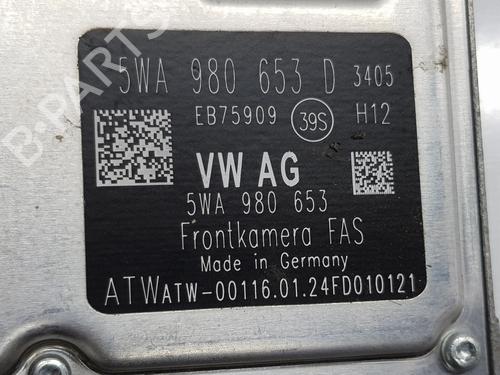 5WA 980 653 D 3405
EB75909 39S H12
VW AG
5WA 980 653
Frontkamera FAS
Made in Germany
ATWATW-00116.01.24FD010121
B-PARTS